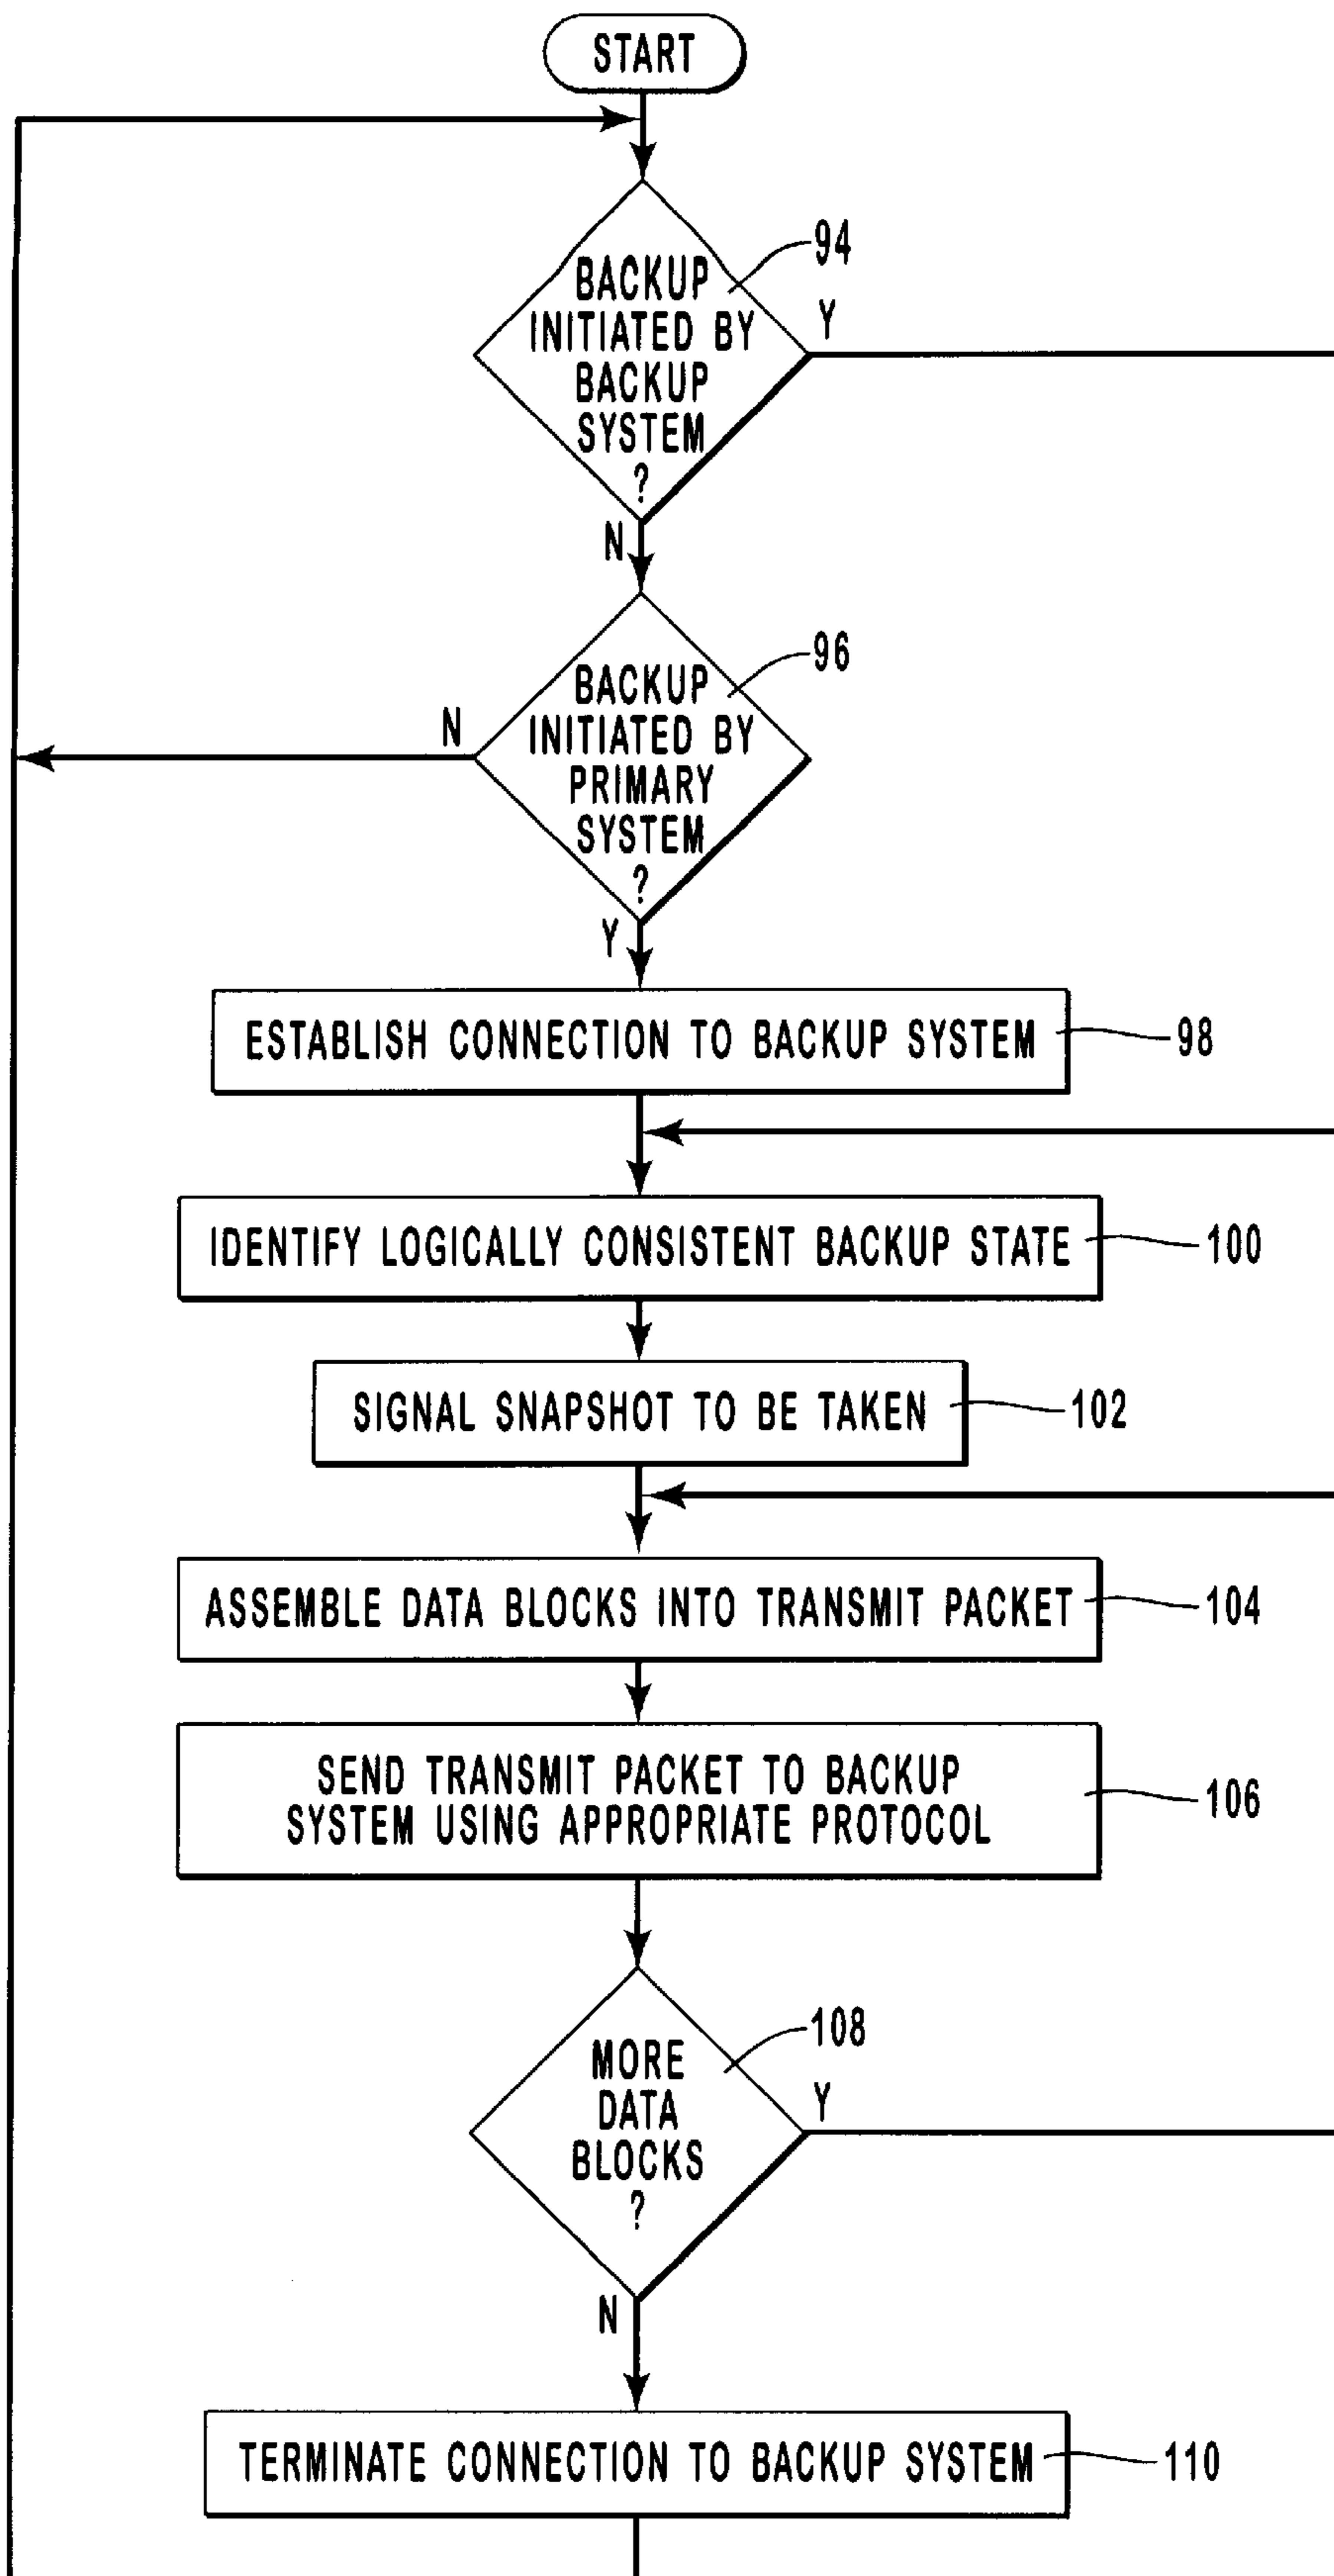 START
94
BACKUP
INITIATED BY
BACKUP
SYSTEM
?
Y
N
96
BACKUP
INITIATED BY
PRIMARY
SYSTEM
?
N
Y
ESTABLISH CONNECTION TO BACKUP SYSTEM
98
IDENTIFY LOGICALLY CONSISTENT BACKUP STATE
100
SIGNAL SNAPSHOT TO BE TAKEN
102
ASSEMBLE DATA BLOCKS INTO TRANSMIT PACKET
104
SEND TRANSMIT PACKET TO BACKUP
SYSTEM USING APPROPRIATE PROTOCOL
106
108
MORE
DATA
BLOCKS
?
Y
N
TERMINATE CONNECTION TO BACKUP SYSTEM
110